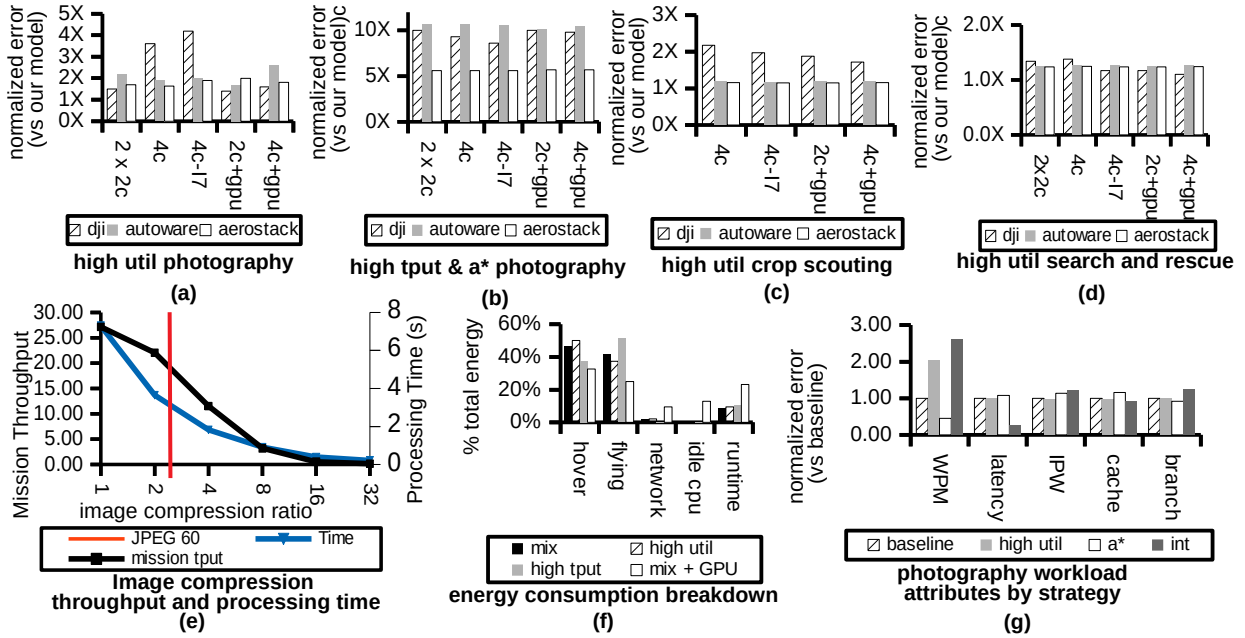 normalized error
(vs our model)
5X
4X
3X
2X
1X
0X
2 x 2c
4c
4c-I7
2c+gpu
4c+gpu
dji autoware aerostack
high util photography
(a)
normalized error
(vs our model)c
10X
5X
0X
2 x 2c
4c
4c-I7
2c+gpu
4c+gpu
dji autoware aerostack
high tput & a* photography
(b)
normalized error
(vs our model)
3X
2X
1X
0X
4c
4c-I7
2c+gpu
4c+gpu
dji autoware aerostack
high util crop scouting
(c)
normalized error
(vs our model)c
2.0X
1.0X
0.0X
2x2c
4c
4c-I7
2c+gpu
4c+gpu
dji autoware aerostack
high util search and rescue
(d)
Mission Throughput
30.00
25.00
20.00
15.00
10.00
5.00
0.00
1 2 4 8 16 32
image compression ratio
8
6
4
2
0
Processing Time (s)
JPEG 60 Time
mission tput
Image compression
throughput and processing time
(e)
% total energy
60%
40%
20%
0%
hover
flying
network
idle cpu
runtime
mix high util
high tput mix + GPU
energy consumption breakdown
(f)
normalized error
(vs baseline)
3.00
2.00
1.00
0.00
WPM
latency
IPW
cache
branch
baseline high util a* int
photography workload
attributes by strategy
(g)